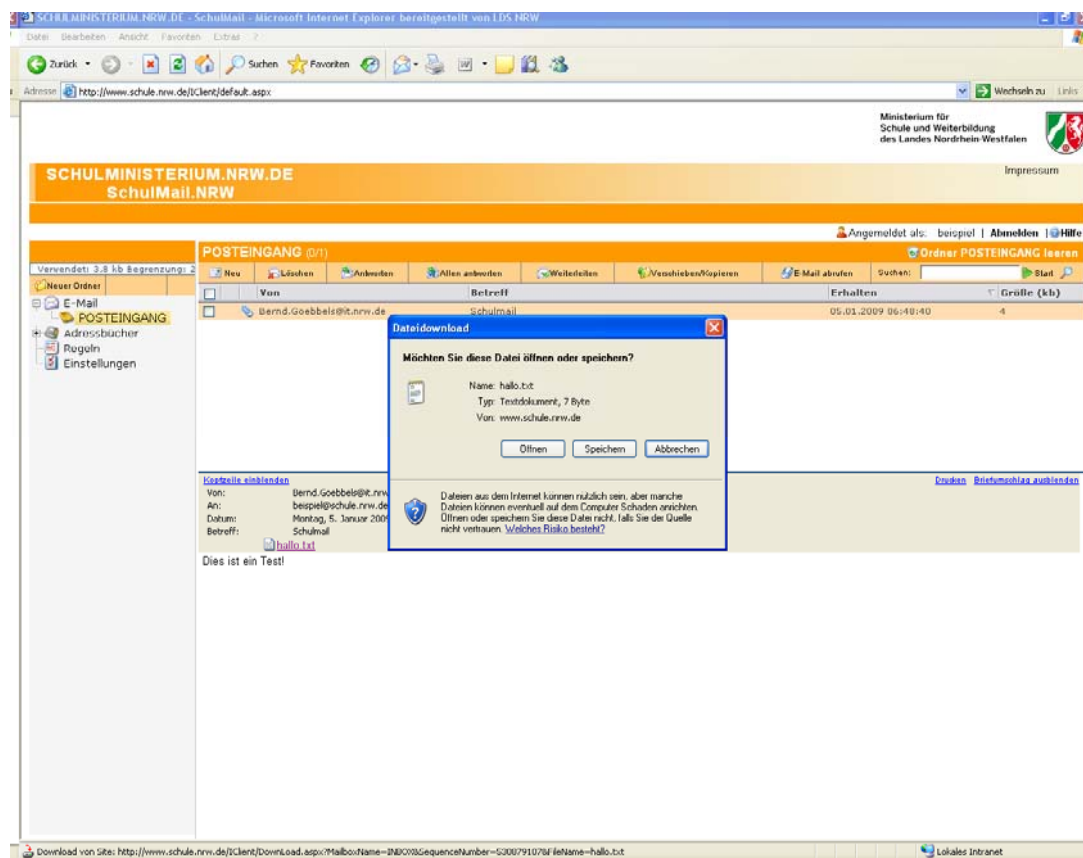 SCHULMINISTERIUM.NRW.DE - SchulMail - Microsoft Internet Explorer bereitgestellt von LDS NRW
Datei Bearbeiten Ansicht Favoriten Extras ?
Zurück Suchen Favoriten
Adresse http://www.schule.nrw.de/IClient/default.aspx Wechseln zu Links
Ministerium für
Schule und Weiterbildung
des Landes Nordrhein-Westfalen
SCHULMINISTERIUM.NRW.DE
SchulMail.NRW
Impressum
Angemeldet als: beispiel | Abmelden | Hilfe
POSTEINGANG (0/1) Ordner POSTEINGANG leeren
Verwendet: 3,8 kb Begrenzung: 2
Neu Löschen Antworten Allen antworten Weiterleiten Verschieben/Kopieren E-Mail abrufen Suchen: Start
Neuer Ordner
Von Betreff Erhalten Größe (kb)
E-Mail
POSTEINGANG
Adressbücher
Regeln
Einstellungen
Bernd.Goebbels@it.nrw.de Schulmail 05.01.2009 06:48:40 4
Dateidownload
Möchten Sie diese Datei öffnen oder speichern?
Name: hallo.txt
Typ: Textdokument, 7 Byte
Von: www.schule.nrw.de
Öffnen Speichern Abbrechen
Dateien aus dem Internet können nützlich sein, aber manche
Dateien können eventuell auf dem Computer Schaden anrichten.
Öffnen oder speichern Sie diese Datei nicht, falls Sie der Quelle
nicht vertrauen. Welches Risiko besteht?
Kopfzeile einblenden Drucken Briefumschlag ausblenden
Von: Bernd.Goebbels@it.nrw
An: beispiel@schule.nrw.de
Datum: Montag, 5. Januar 2009
Betreff: Schulmail
hallo.txt
Dies ist ein Test!
Download von Site: http://www.schule.nrw.de/IClient/DownLoad.aspx?MailboxName=INBOX&SequenceNumber=530079107&FileName=hallo.txt Lokales Intranet